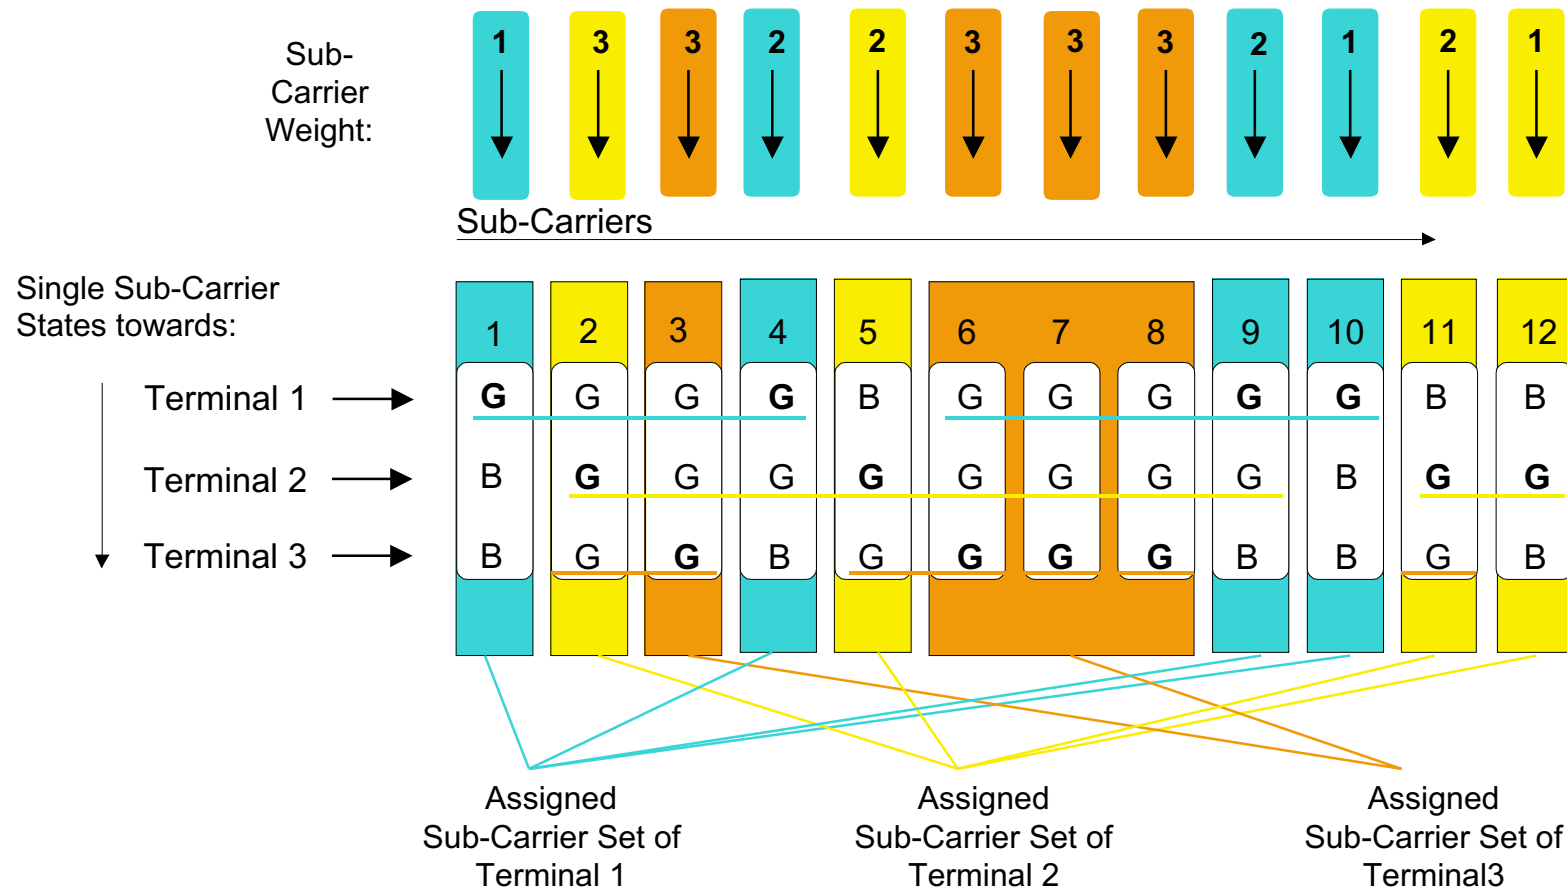 Sub-
Carrier
Weight:
1 3 3 2 2 3 3 3 2 1 2 1
Sub-Carriers
Single Sub-Carrier
States towards:
1 2 3 4 5 6 7 8 9 10 11 12
Terminal 1 G G G G B G G G G G B B
Terminal 2 B G G G G G G G G B G G
Terminal 3 B G G B G G G G B B G B
Assigned
Sub-Carrier Set of
Terminal 1
Assigned
Sub-Carrier Set of
Terminal 2
Assigned
Sub-Carrier Set of
Terminal3